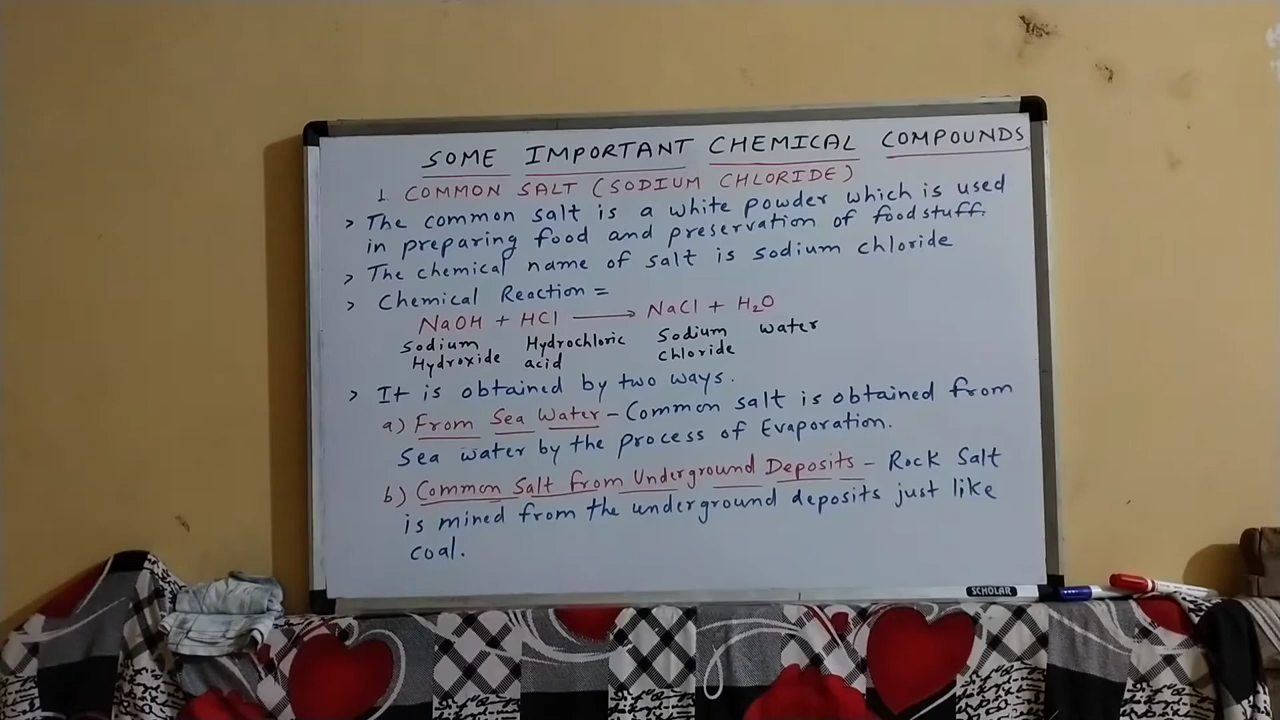 SOME IMPORTANT CHEMICAL COMPOUNDS
1. COMMON SALT (SODIUM CHLORIDE)
> The common salt is a white powder which is used
in preparing food and preservation of foodstuff.
> The chemical name of salt is sodium chloride
> Chemical Reaction =
NaOH + HCl ⟶ NaCl + H₂O
Sodium Hydrochloric Sodium water
Hydroxide acid chloride
> It is obtained by two ways.
a) From Sea Water - Common salt is obtained from
Sea water by the process of Evaporation.
b) Common Salt from Underground Deposits - Rock Salt
is mined from the underground deposits just like
coal.
SCHOLAR